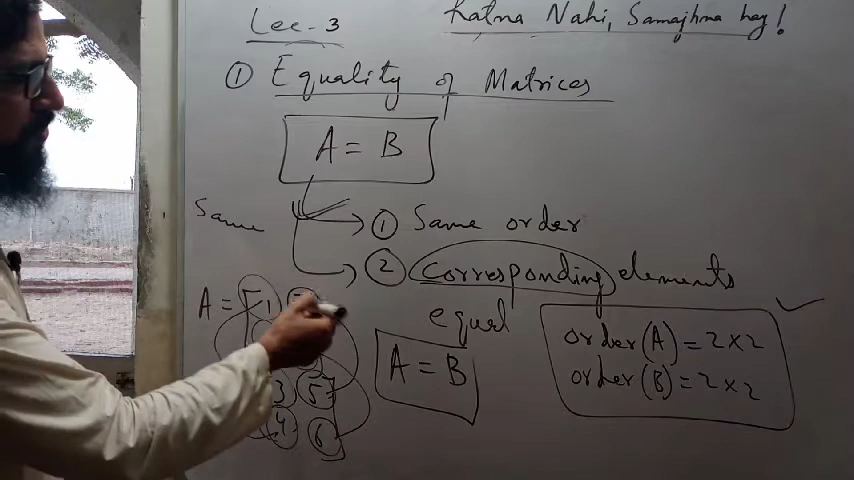 Lec-3
Ratna Nahi, Samajhna hay!
① Equality of Matrices
A = B
Same
① Same order
② Corresponding elements
equal
A = [1
3 5
4 6]
A = B
order(A) = 2×2
order(B) = 2×2